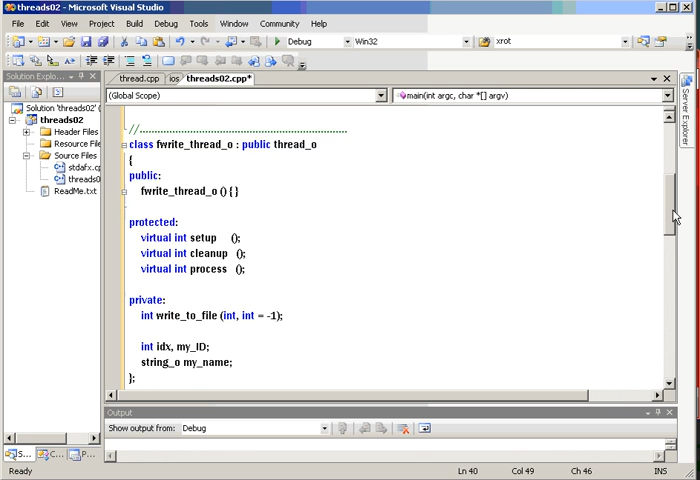 threads02 - Microsoft Visual Studio
File Edit View Project Build Debug Tools Window Community Help
Debug Win32 xrot
Solution Explo...
thread.cpp ios threads02.cpp*
(Global Scope) main(int argc, char *[] argv)
Solution 'threads02' (
threads02
Header Files
Resource File
Source Files
stdafx.cp
threads0
ReadMe.txt
//......................................................................
class fwrite_thread_o : public thread_o
{
public:
fwrite_thread_o () { }
protected:
virtual int setup ();
virtual int cleanup ();
virtual int process ();
private:
int write_to_file (int, int = -1);
int idx, my_ID;
string_o my_name;
};
Server Explorer
Output
Show output from: Debug
S... C... P...
Ready Ln 40 Col 49 Ch 46 INS